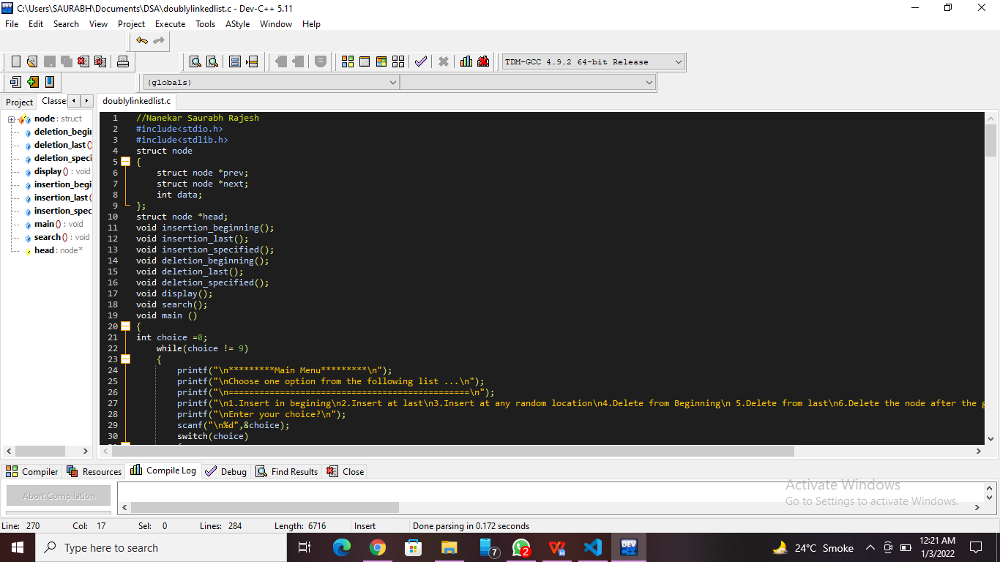 C:\Users\SAURABH\Documents\DSA\doublylinkedlist.c - Dev-C++ 5.11
File Edit Search View Project Execute Tools AStyle Window Help
TDM-GCC 4.9.2 64-bit Release
(globals)
Project Classe doublylinkedlist.c
node : struct
deletion_begin
deletion_last ()
deletion_speci
display () : void
insertion_begi
insertion_last (
insertion_spec
main () : void
search () : void
head : node*
1 //Nanekar Saurabh Rajesh
2 #include<stdio.h>
3 #include<stdlib.h>
4 struct node
5 {
6 struct node *prev;
7 struct node *next;
8 int data;
9 };
10 struct node *head;
11 void insertion_beginning();
12 void insertion_last();
13 void insertion_specified();
14 void deletion_beginning();
15 void deletion_last();
16 void deletion_specified();
17 void display();
18 void search();
19 void main ()
20 {
21 int choice =0;
22 while(choice != 9)
23 {
24 printf("\n*********Main Menu*********\n");
25 printf("\nChoose one option from the following list ...\n");
26 printf("\n===============================================\n");
27 printf("\n1.Insert in begining\n2.Insert at last\n3.Insert at any random location\n4.Delete from Beginning\n 5.Delete from last\n6.Delete the node after the g
28 printf("\nEnter your choice?\n");
29 scanf("\n%d",&choice);
30 switch(choice)
Compiler Resources Compile Log Debug Find Results Close
Abort Compilation
Activate Windows
Go to Settings to activate Windows.
Line: 270 Col: 17 Sel: 0 Lines: 284 Length: 6716 Insert Done parsing in 0.172 seconds
Type here to search
7
2
DEV
24°C Smoke
12:21 AM
1/3/2022